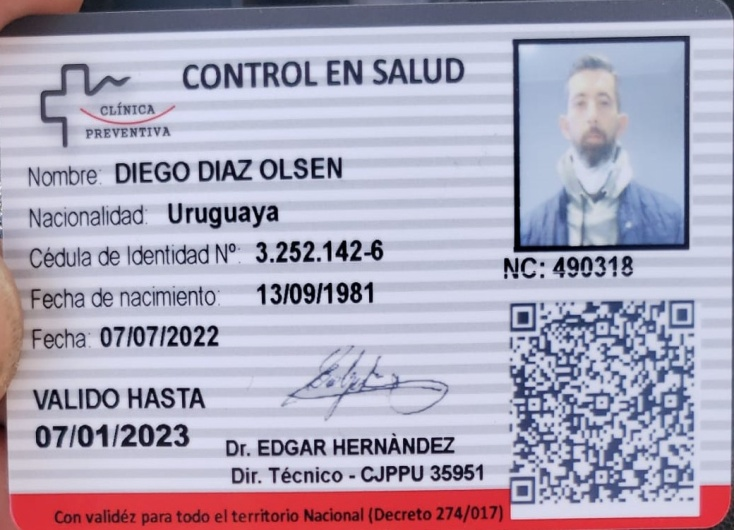 CONTROL EN SALUD
CLÍNICA
PREVENTIVA
Nombre: DIEGO DIAZ OLSEN
Nacionalidad: Uruguaya
Cédula de Identidad Nº: 3.252.142-6
NC: 490318
Fecha de nacimiento: 13/09/1981
Fecha: 07/07/2022
VALIDO HASTA
07/01/2023
Dr. EDGAR HERNÀNDEZ
Dir. Técnico - CJPPU 35951
Con validéz para todo el territorio Nacional (Decreto 274/017)